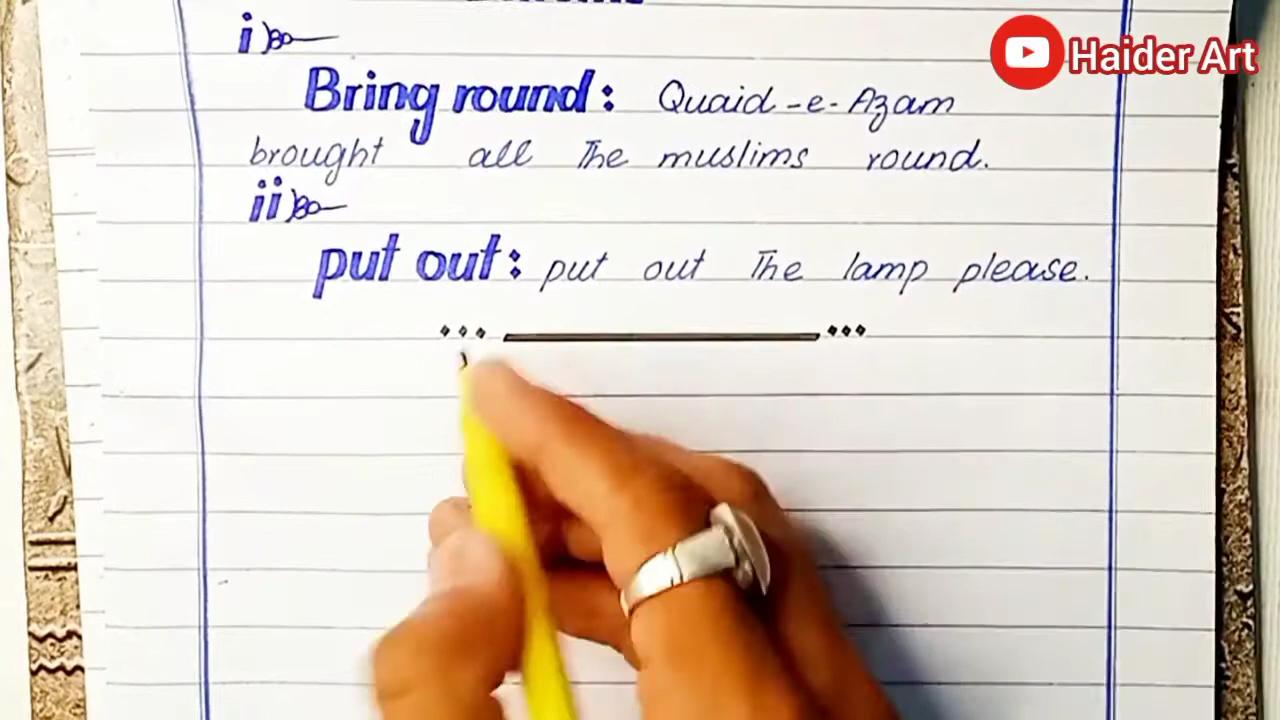 Haider Art
i)
Bring round: Quaid-e-Azam
brought all The muslims round.
ii)
put out: put out The lamp please.